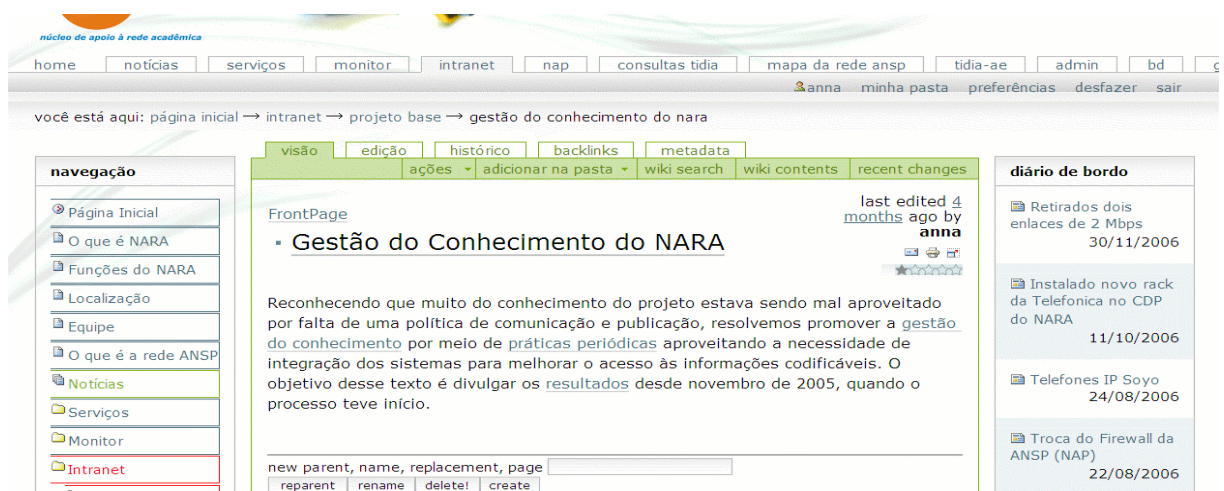 núcleo de apoio à rede acadêmica
home notícias serviços monitor intranet nap consultas tidia mapa da rede ansp tidia-ae admin bd g
anna minha pasta preferências desfazer sair
você está aqui: página inicial → intranet → projeto base → gestão do conhecimento do nara
navegação
Página Inicial
O que é NARA
Funções do NARA
Localização
Equipe
O que é a rede ANSP
Notícias
Serviços
Monitor
Intranet
visão edição histórico backlinks metadata
ações adicionar na pasta wiki search wiki contents recent changes
FrontPage
last edited 4
months ago by
anna
Gestão do Conhecimento do NARA
Reconhecendo que muito do conhecimento do projeto estava sendo mal aproveitado
por falta de uma política de comunicação e publicação, resolvemos promover a gestão
do conhecimento por meio de práticas periódicas aproveitando a necessidade de
integração dos sistemas para melhorar o acesso às informações codificáveis. O
objetivo desse texto é divulgar os resultados desde novembro de 2005, quando o
processo teve início.
new parent, name, replacement, page
reparent rename delete! create
diário de bordo
Retirados dois
enlaces de 2 Mbps
30/11/2006
Instalado novo rack
da Telefonica no CDP
do NARA
11/10/2006
Telefones IP Soyo
24/08/2006
Troca do Firewall da
ANSP (NAP)
22/08/2006